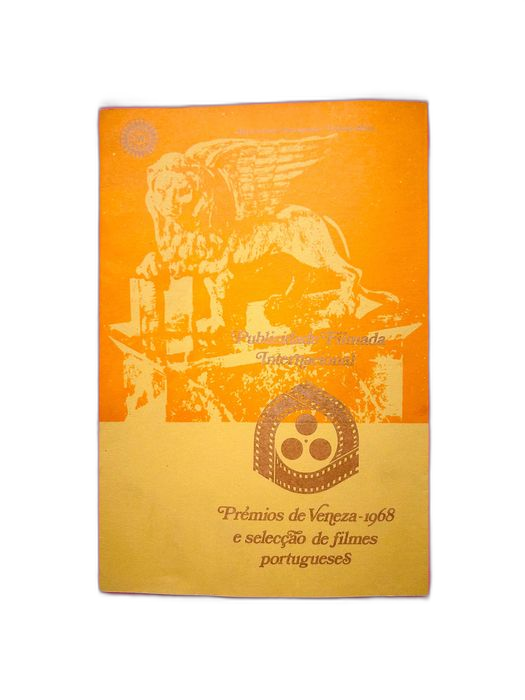 Publicidade Filmada
Internacional
Prémios de Veneza-1968
e selecção de filmes
portugueses